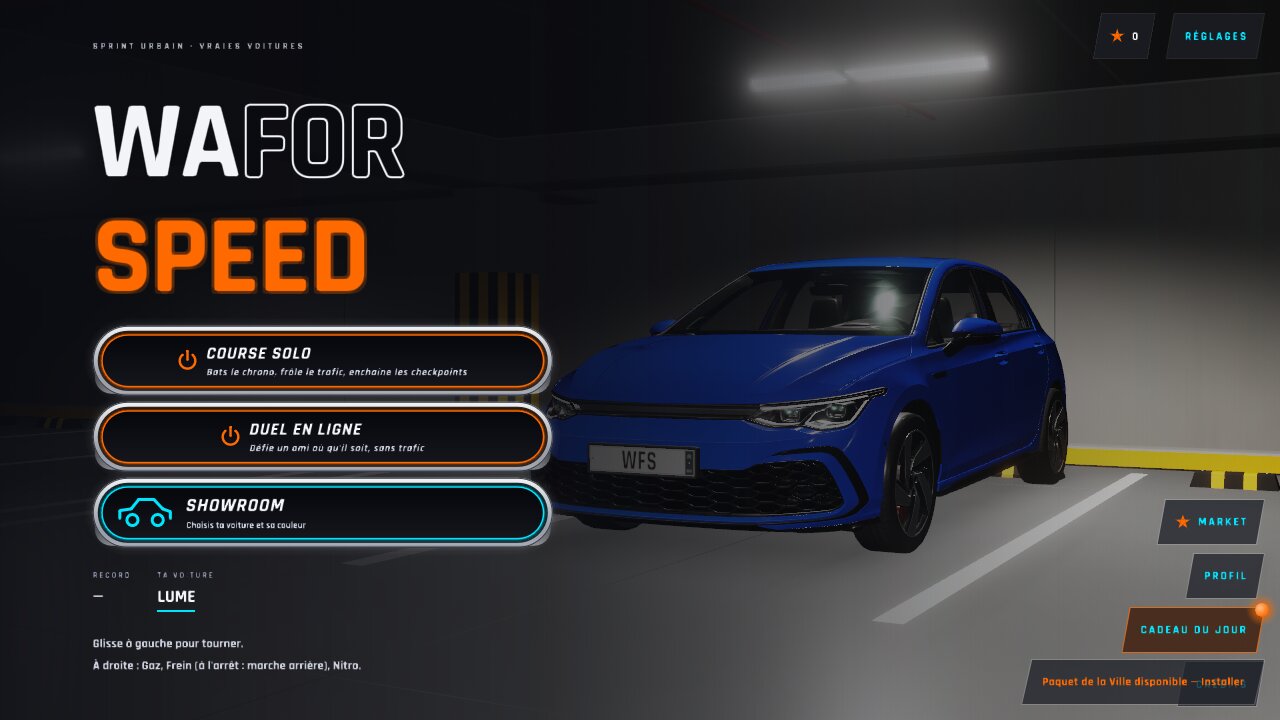 SPRINT URBAIN · VRAIES VOITURES
★ 0
RÉGLAGES
WAFOR
SPEED
COURSE SOLO
Bats le chrono, frôle le trafic, enchaîne les checkpoints
DUEL EN LIGNE
Défie un ami où qu'il soit, sans trafic
SHOWROOM
Choisis ta voiture et sa couleur
WFS
RECORD
—
TA VOITURE
LUME
Glisse à gauche pour tourner.
À droite : Gaz, Frein (à l'arrêt : marche arrière), Nitro.
★ MARKET
PROFIL
CADEAU DU JOUR
Paquet de la Ville disponible — Installer